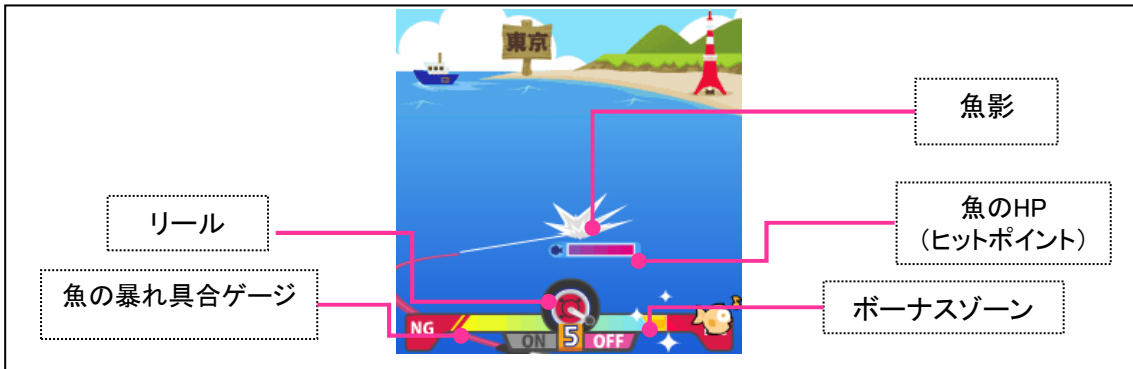 東京
魚影
リール
魚のHP
(ヒットポイント)
魚の暴れ具合ゲージ
ボーナスゾーン
NG
ON 5 OFF